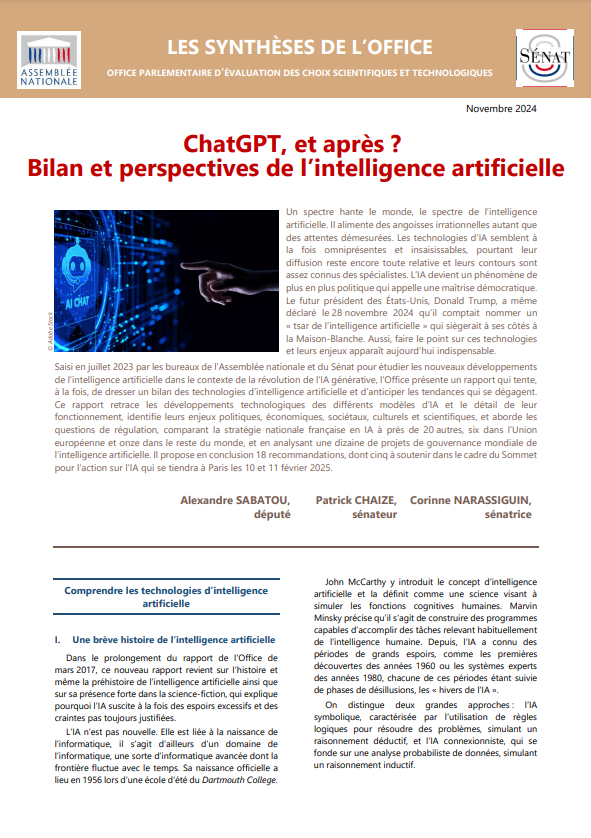 ASSEMBLÉE
NATIONALE
LES SYNTHÈSES DE L'OFFICE
OFFICE PARLEMENTAIRE D'ÉVALUATION DES CHOIX SCIENTIFIQUES ET TECHNOLOGIQUES
SÉNAT
Novembre 2024
ChatGPT, et après ?
Bilan et perspectives de l'intelligence artificielle
AI CHAT
© Adobe Stock
Un spectre hante le monde, le spectre de l'intelligence
artificielle. Il alimente des angoisses irrationnelles autant que
des attentes démesurées. Les technologies d'IA semblent à
la fois omniprésentes et insaisissables, pourtant leur
diffusion reste encore toute relative et leurs contours sont
assez connus des spécialistes. L'IA devient un phénomène de
plus en plus politique qui appelle une maîtrise démocratique.
Le futur président des États-Unis, Donald Trump, a même
déclaré le 28 novembre 2024 qu'il comptait nommer un
« tsar de l'intelligence artificielle » qui siègerait à ses côtés à
la Maison-Blanche. Aussi, faire le point sur ces technologies
et leurs enjeux apparaît aujourd'hui indispensable.
Saisi en juillet 2023 par les bureaux de l'Assemblée nationale et du Sénat pour étudier les nouveaux développements
de l'intelligence artificielle dans le contexte de la révolution de l'IA générative, l'Office présente un rapport qui tente,
à la fois, de dresser un bilan des technologies d'intelligence artificielle et d'anticiper les tendances qui se dégagent.
Ce rapport retrace les développements technologiques des différents modèles d'IA et le détail de leur
fonctionnement, identifie leurs enjeux politiques, économiques, sociétaux, culturels et scientifiques, et aborde les
questions de régulation, comparant la stratégie nationale française en IA à près de 20 autres, six dans l'Union
européenne et onze dans le reste du monde, et en analysant une dizaine de projets de gouvernance mondiale de
l'intelligence artificielle. Il propose en conclusion 18 recommandations, dont cinq à soutenir dans le cadre du Sommet
pour l'action sur l'IA qui se tiendra à Paris les 10 et 11 février 2025.
Alexandre SABATOU, Patrick CHAIZE, Corinne NARASSIGUIN,
député sénateur sénatrice
Comprendre les technologies d'intelligence
artificielle
I. Une brève histoire de l'intelligence artificielle
Dans le prolongement du rapport de l'Office de
mars 2017, ce nouveau rapport revient sur l'histoire et
même la préhistoire de l'intelligence artificielle ainsi que
sur sa présence forte dans la science-fiction, qui explique
pourquoi l'IA suscite à la fois des espoirs excessifs et des
craintes pas toujours justifiées.
L'IA n'est pas nouvelle. Elle est liée à la naissance de
l'informatique, il s'agit d'ailleurs d'un domaine de
l'informatique, une sorte d'informatique avancée dont la
frontière fluctue avec le temps. Sa naissance officielle a
lieu en 1956 lors d'une école d'été du Dartmouth College.
John McCarthy y introduit le concept d'intelligence
artificielle et la définit comme une science visant à
simuler les fonctions cognitives humaines. Marvin
Minsky précise qu'il s'agit de construire des programmes
capables d'accomplir des tâches relevant habituellement
de l'intelligence humaine. Depuis, l'IA a connu des
périodes de grands espoirs, comme les premières
découvertes des années 1960 ou les systèmes experts
des années 1980, chacune de ces périodes étant suivie
de phases de désillusions, les « hivers de l'IA ».
On distingue deux grandes approches : l'IA
symbolique, caractérisée par l'utilisation de règles
logiques pour résoudre des problèmes, simulant un
raisonnement déductif, et l'IA connexionniste, qui se
fonde sur une analyse probabiliste de données, simulant
un raisonnement inductif.